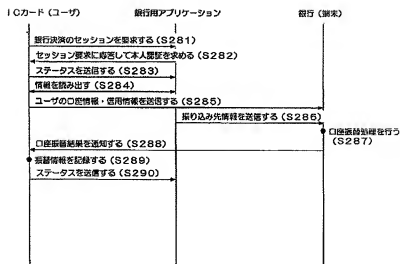 ICカード(ユーザ)
銀行用アプリケーション
銀行(端末)
銀行決済のセッションを要求する(S281)
セッション要求に応答して本人認証を求める(S282)
ステータスを送信する(S283)
情報を読み出す(S284)
ユーザの口座情報・信用情報を送信する(S285)
振り込み先情報を送信する(S286)
口座振替処理を行う
(S287)
口座振替結果を通知する(S288)
振替情報を記録する(S289)
ステータスを送信する(S290)